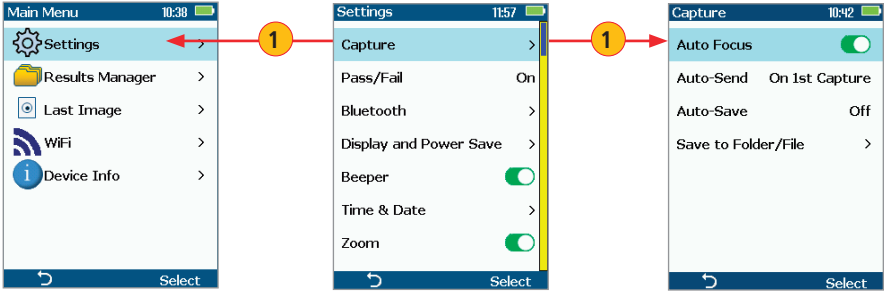 Main Menu 10:38
Settings >
Results Manager >
Last Image >
WiFi >
i Device Info >
Select
1
Settings 11:57
Capture >
Pass/Fail On
Bluetooth >
Display and Power Save >
Beeper
Time & Date >
Zoom
Select
1
Capture 10:42
Auto Focus
Auto-Send On 1st Capture
Auto-Save Off
Save to Folder/File >
Select